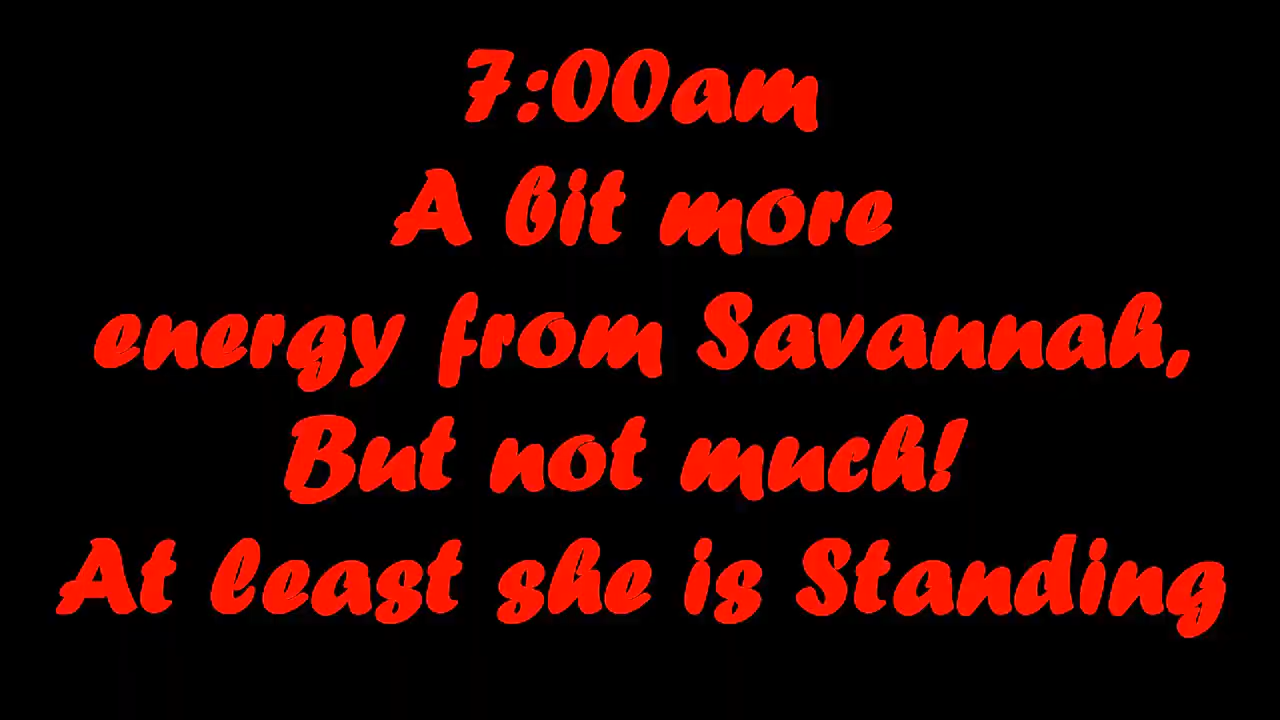 7:00am
A bit more
energy from Savannah,
But not much!
At least she is Standing